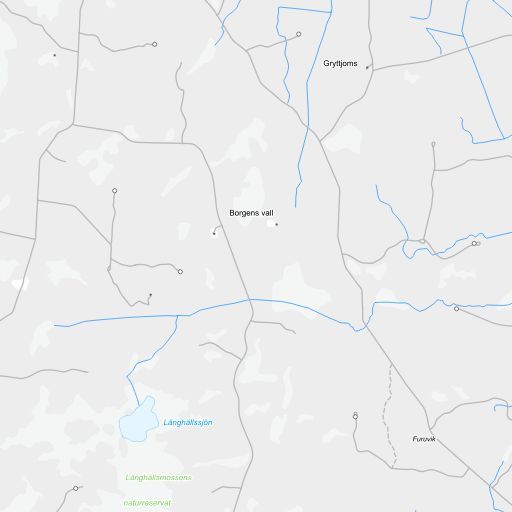 Gryttjoms
Borgens vall
Långhällssjön
Furuvik
Långhällsmossens
naturreservat